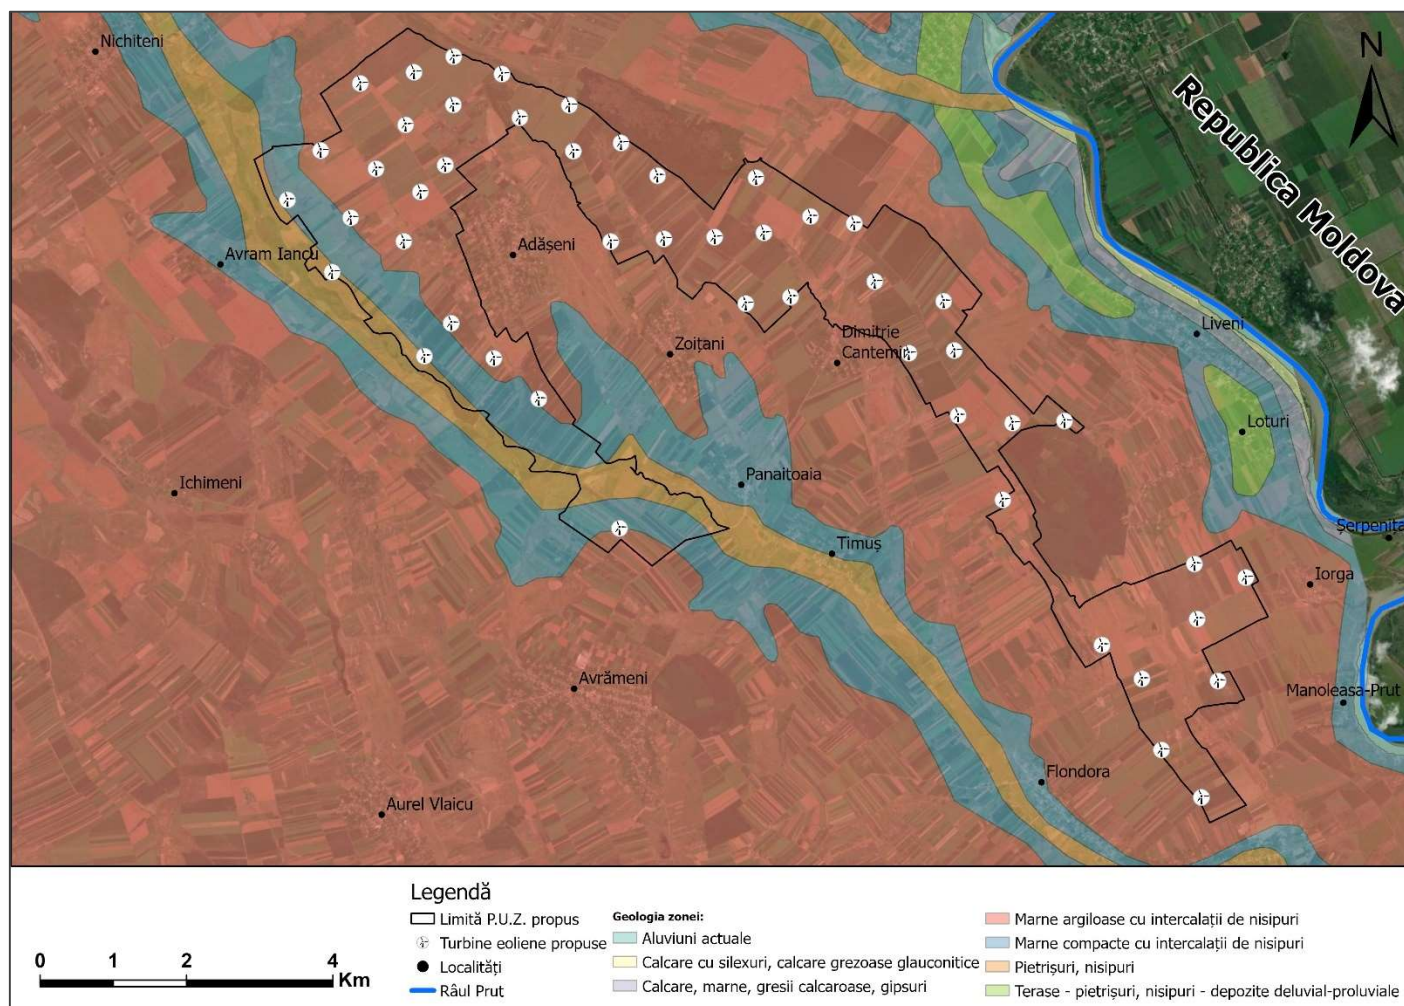 Nichiteni
N
Republica Moldova
Avram Iancu
Adășeni
Liveni
Zoițani
Dimitrie
Cantemir
Loturi
Panaitoaia
Ichimeni
Șerpenița
Timuș
Iorga
Avrămeni
Manoleasa-Prut
Flondora
Aurel Vlaicu
Legendă
Limită P.U.Z. propus
Turbine eoliene propuse
Localități
Râul Prut
Geologia zonei:
Aluviuni actuale
Calcare cu silexuri, calcare grezoase glauconitice
Calcare, marne, gresii calcaroase, gipsuri
Marne argiloase cu intercalații de nisipuri
Marne compacte cu intercalații de nisipuri
Pietrișuri, nisipuri
Terase - pietrișuri, nisipuri - depozite deluvial-proluviale
0 1 2 4
Km